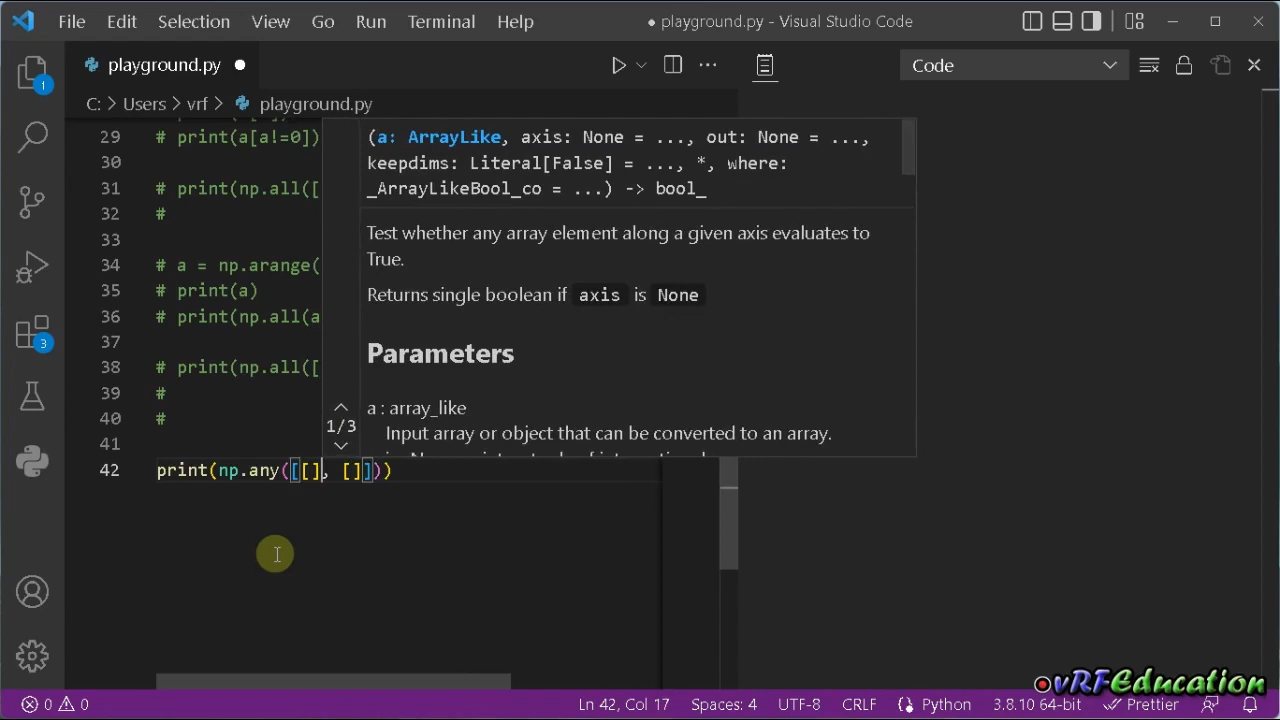 File Edit Selection View Go Run Terminal Help ● playground.py - Visual Studio Code
playground.py
Code
1
C: > Users > vrf > playground.py
29 # print(a[a!=0])
30
31 # print(np.all([
32 #
33
34 # a = np.arange(
35 # print(a)
36 # print(np.all(a
37
38 # print(np.all([
39 #
40 #
41
42 print(np.any([[], []]))
3
(a: ArrayLike, axis: None = ..., out: None = ...,
keepdims: Literal[False] = ..., *, where:
_ArrayLikeBool_co = ...) -> bool_
Test whether any array element along a given axis evaluates to
True.
Returns single boolean if axis is None
Parameters
1/3
a : array_like
Input array or object that can be converted to an array.
vRFEducation
0 0 Ln 42, Col 17 Spaces: 4 UTF-8 CRLF Python 3.8.10 64-bit Prettier